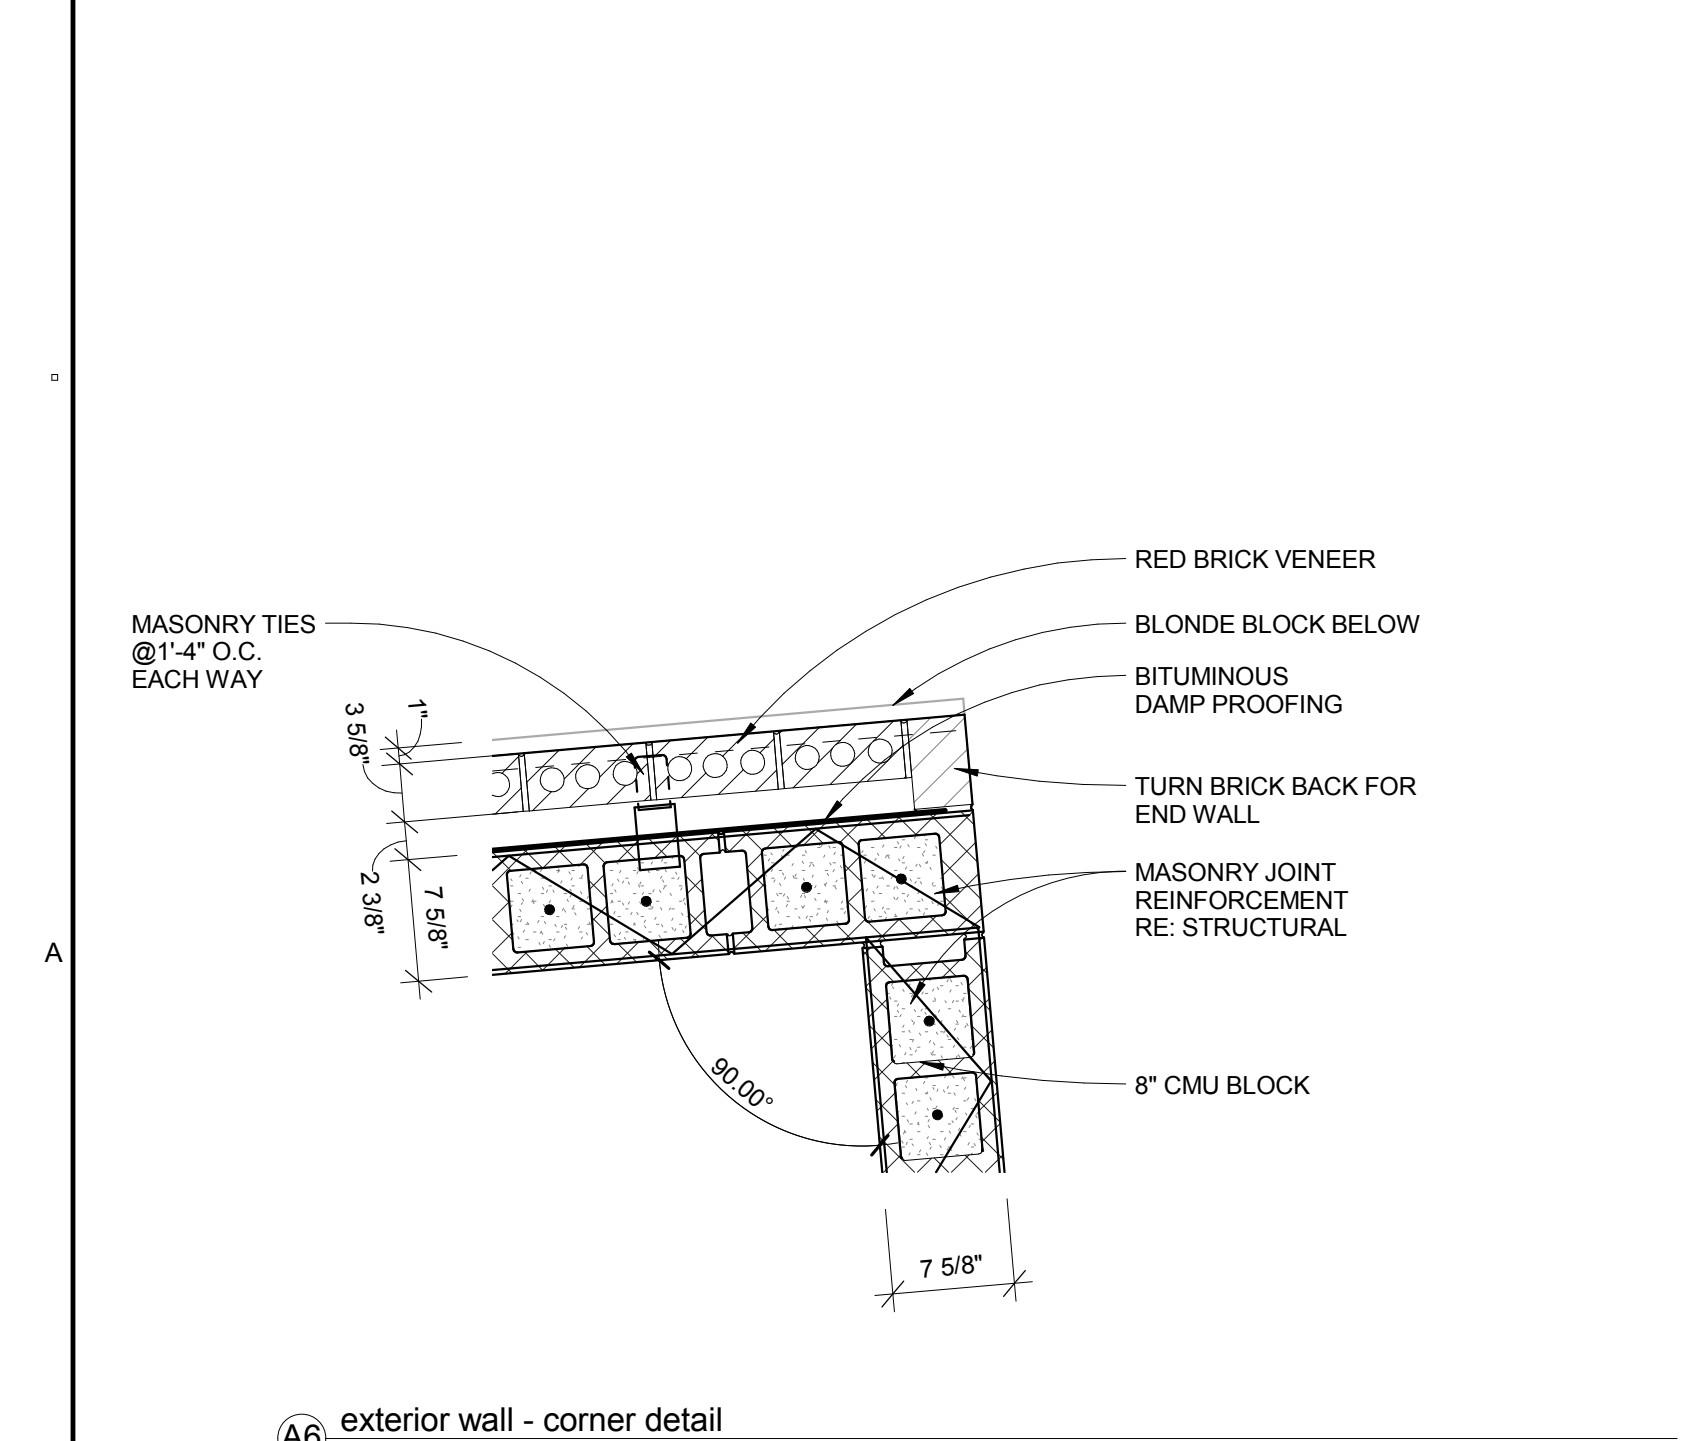 RED BRICK VENEER
MASONRY TIES
@1'-4" O.C.
EACH WAY
BLONDE BLOCK BELOW
BITUMINOUS
DAMP PROOFING
1"
3 5/8"
TURN BRICK BACK FOR
END WALL
2 3/8"
7 5/8"
MASONRY JOINT
REINFORCEMENT
RE: STRUCTURAL
A
90.00°
8" CMU BLOCK
7 5/8"
A6
exterior wall - corner detail